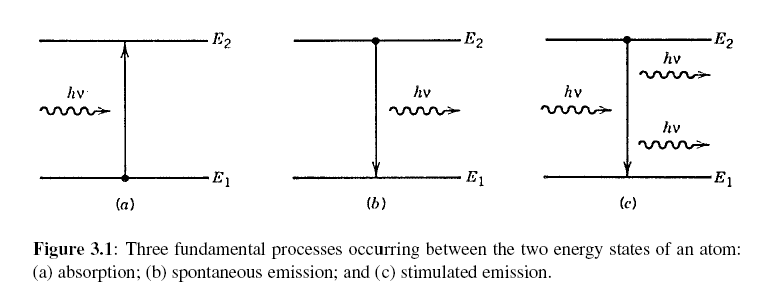 E2 E2 E2
hν
hν hν hν
hν
E1 E1 E1
(a) (b) (c)
Figure 3.1: Three fundamental processes occurring between the two energy states of an atom:
(a) absorption; (b) spontaneous emission; and (c) stimulated emission.